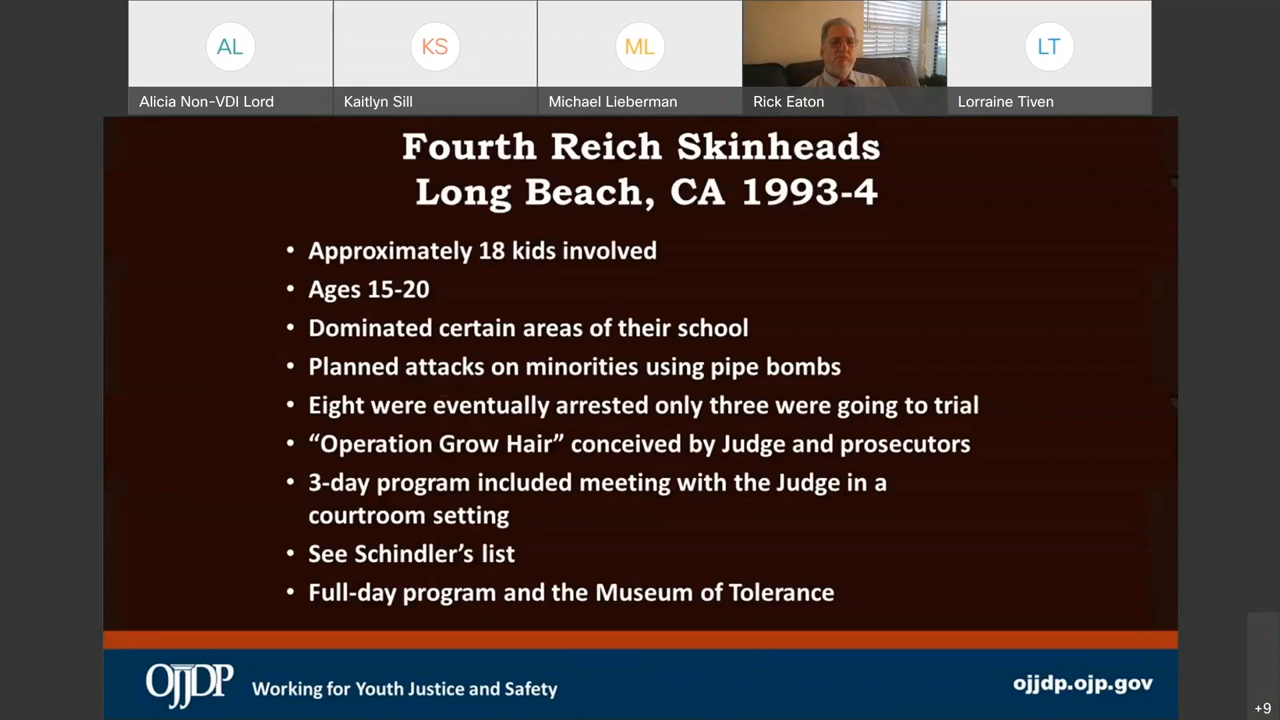 AL
KS
ML
LT
Alicia Non-VDI Lord
Kaitlyn Sill
Michael Lieberman
Rick Eaton
Lorraine Tiven
Fourth Reich Skinheads
Long Beach, CA 1993-4
• Approximately 18 kids involved
• Ages 15-20
• Dominated certain areas of their school
• Planned attacks on minorities using pipe bombs
• Eight were eventually arrested only three were going to trial
• “Operation Grow Hair” conceived by Judge and prosecutors
• 3-day program included meeting with the Judge in a
courtroom setting
• See Schindler’s list
• Full-day program and the Museum of Tolerance
OJJDP
Working for Youth Justice and Safety
ojjdp.ojp.gov
+9